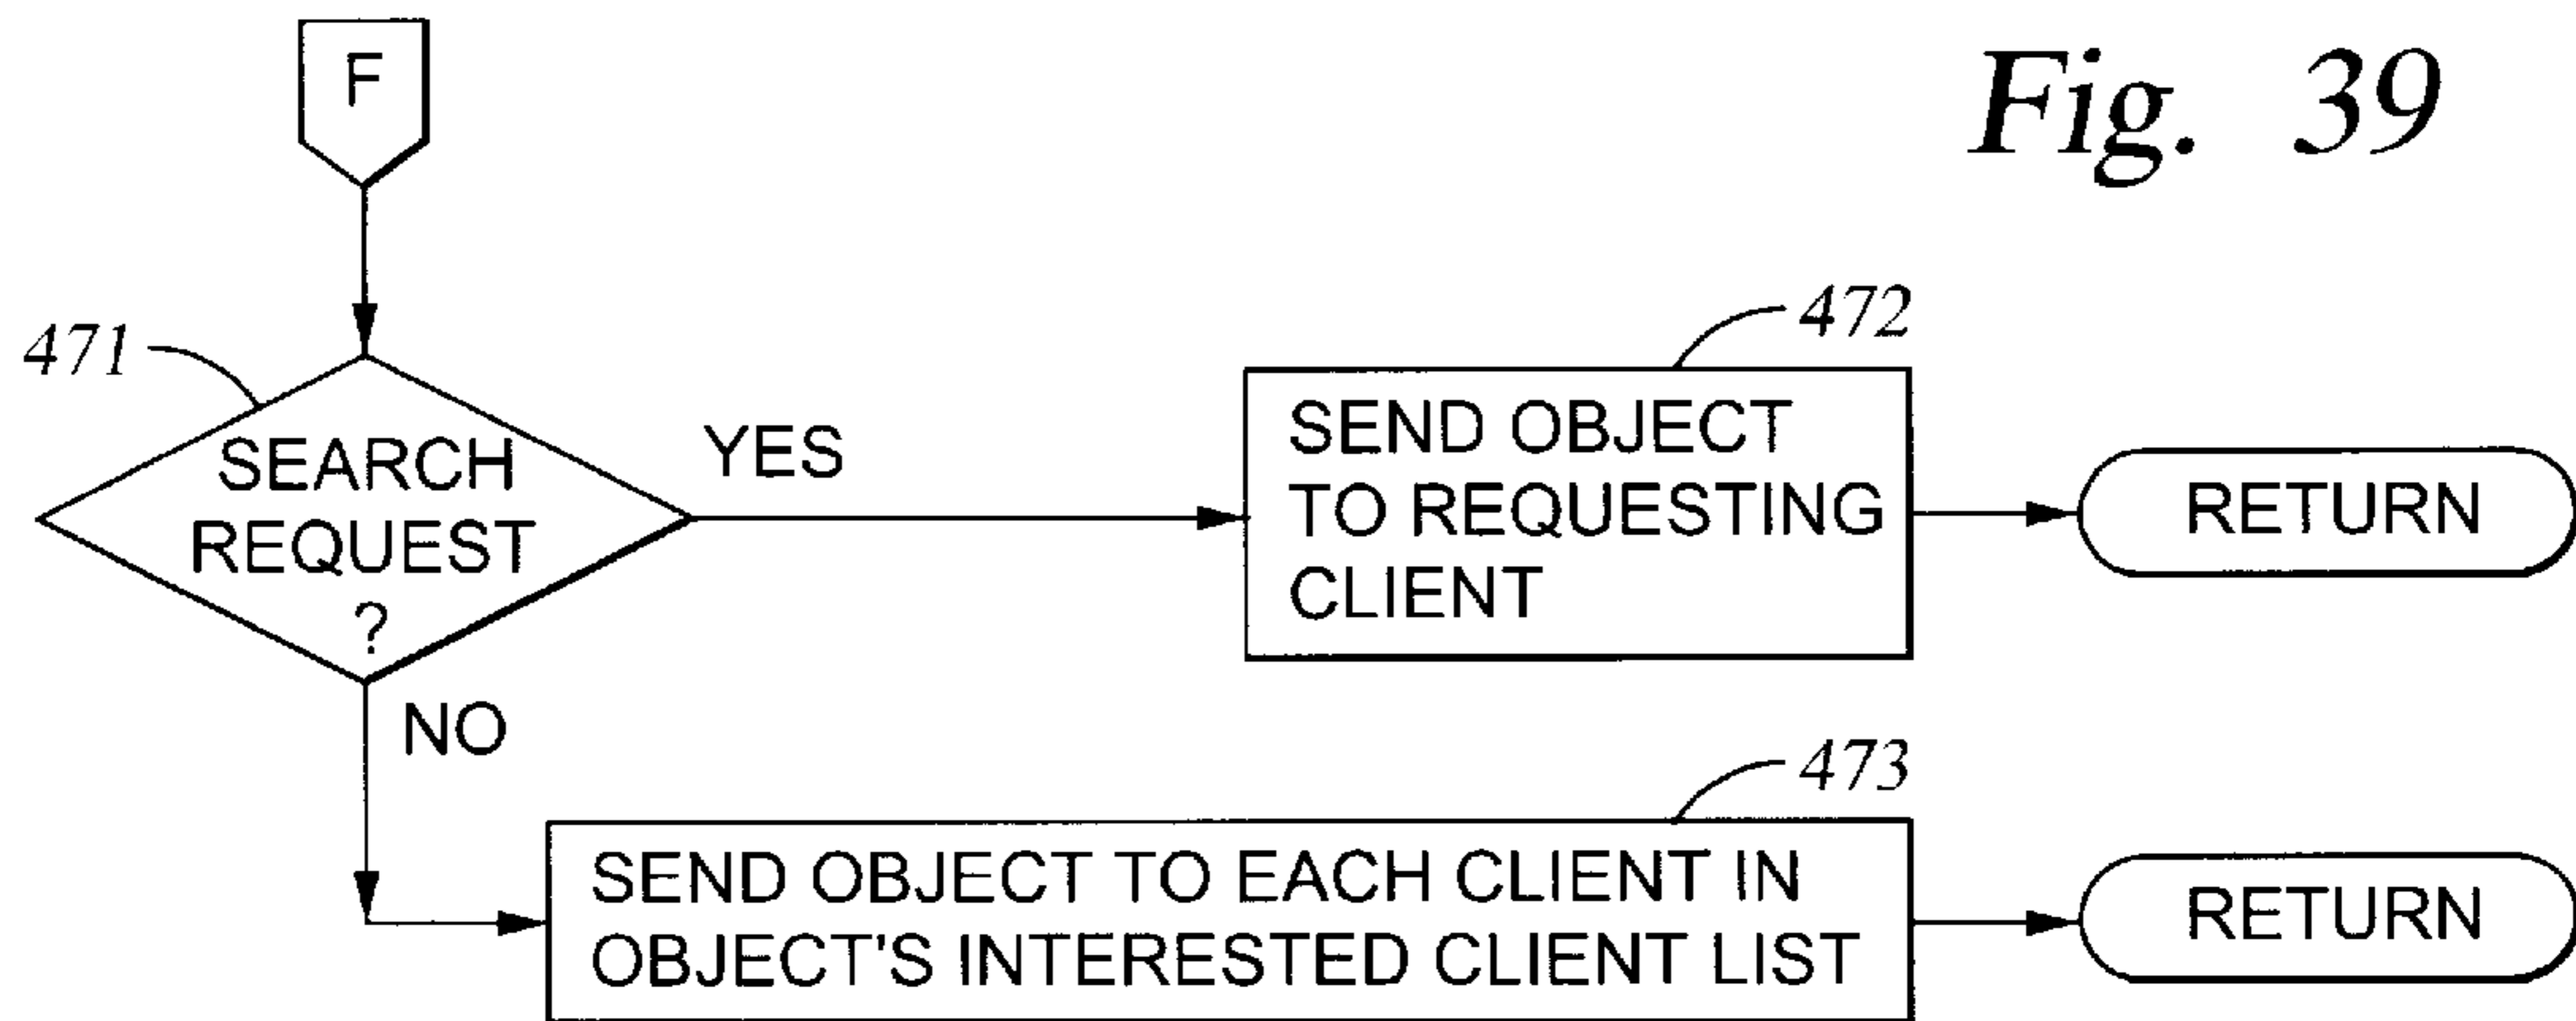 F
Fig. 39
471
SEARCH
REQUEST
?
YES
472
SEND OBJECT
TO REQUESTING
CLIENT
RETURN
NO
473
SEND OBJECT TO EACH CLIENT IN
OBJECT'S INTERESTED CLIENT LIST
RETURN